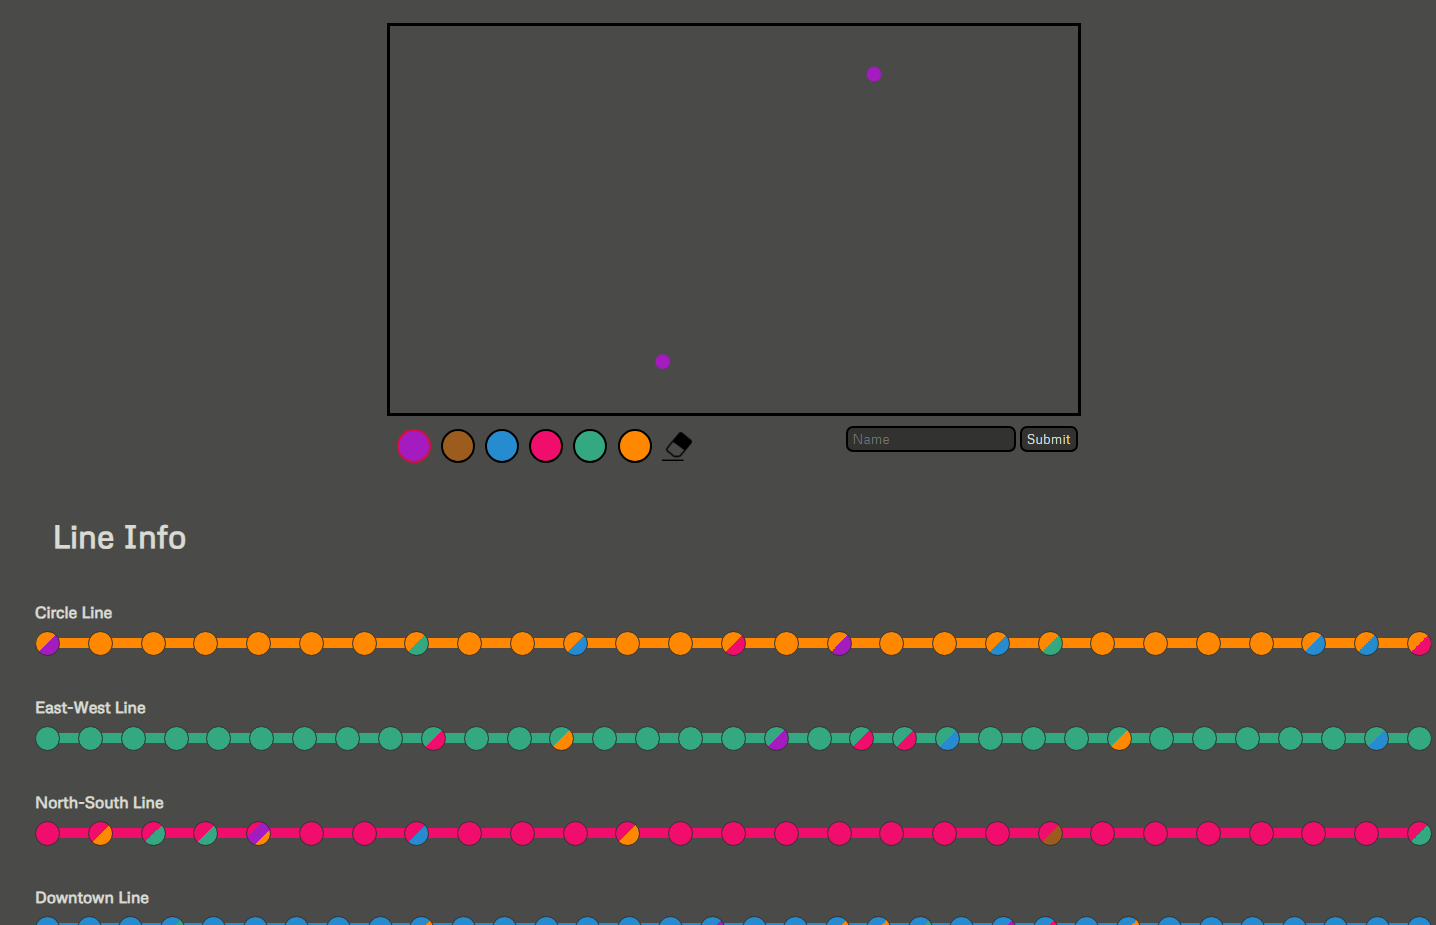 Name
Submit
Line Info
Circle Line
East-West Line
North-South Line
Downtown Line